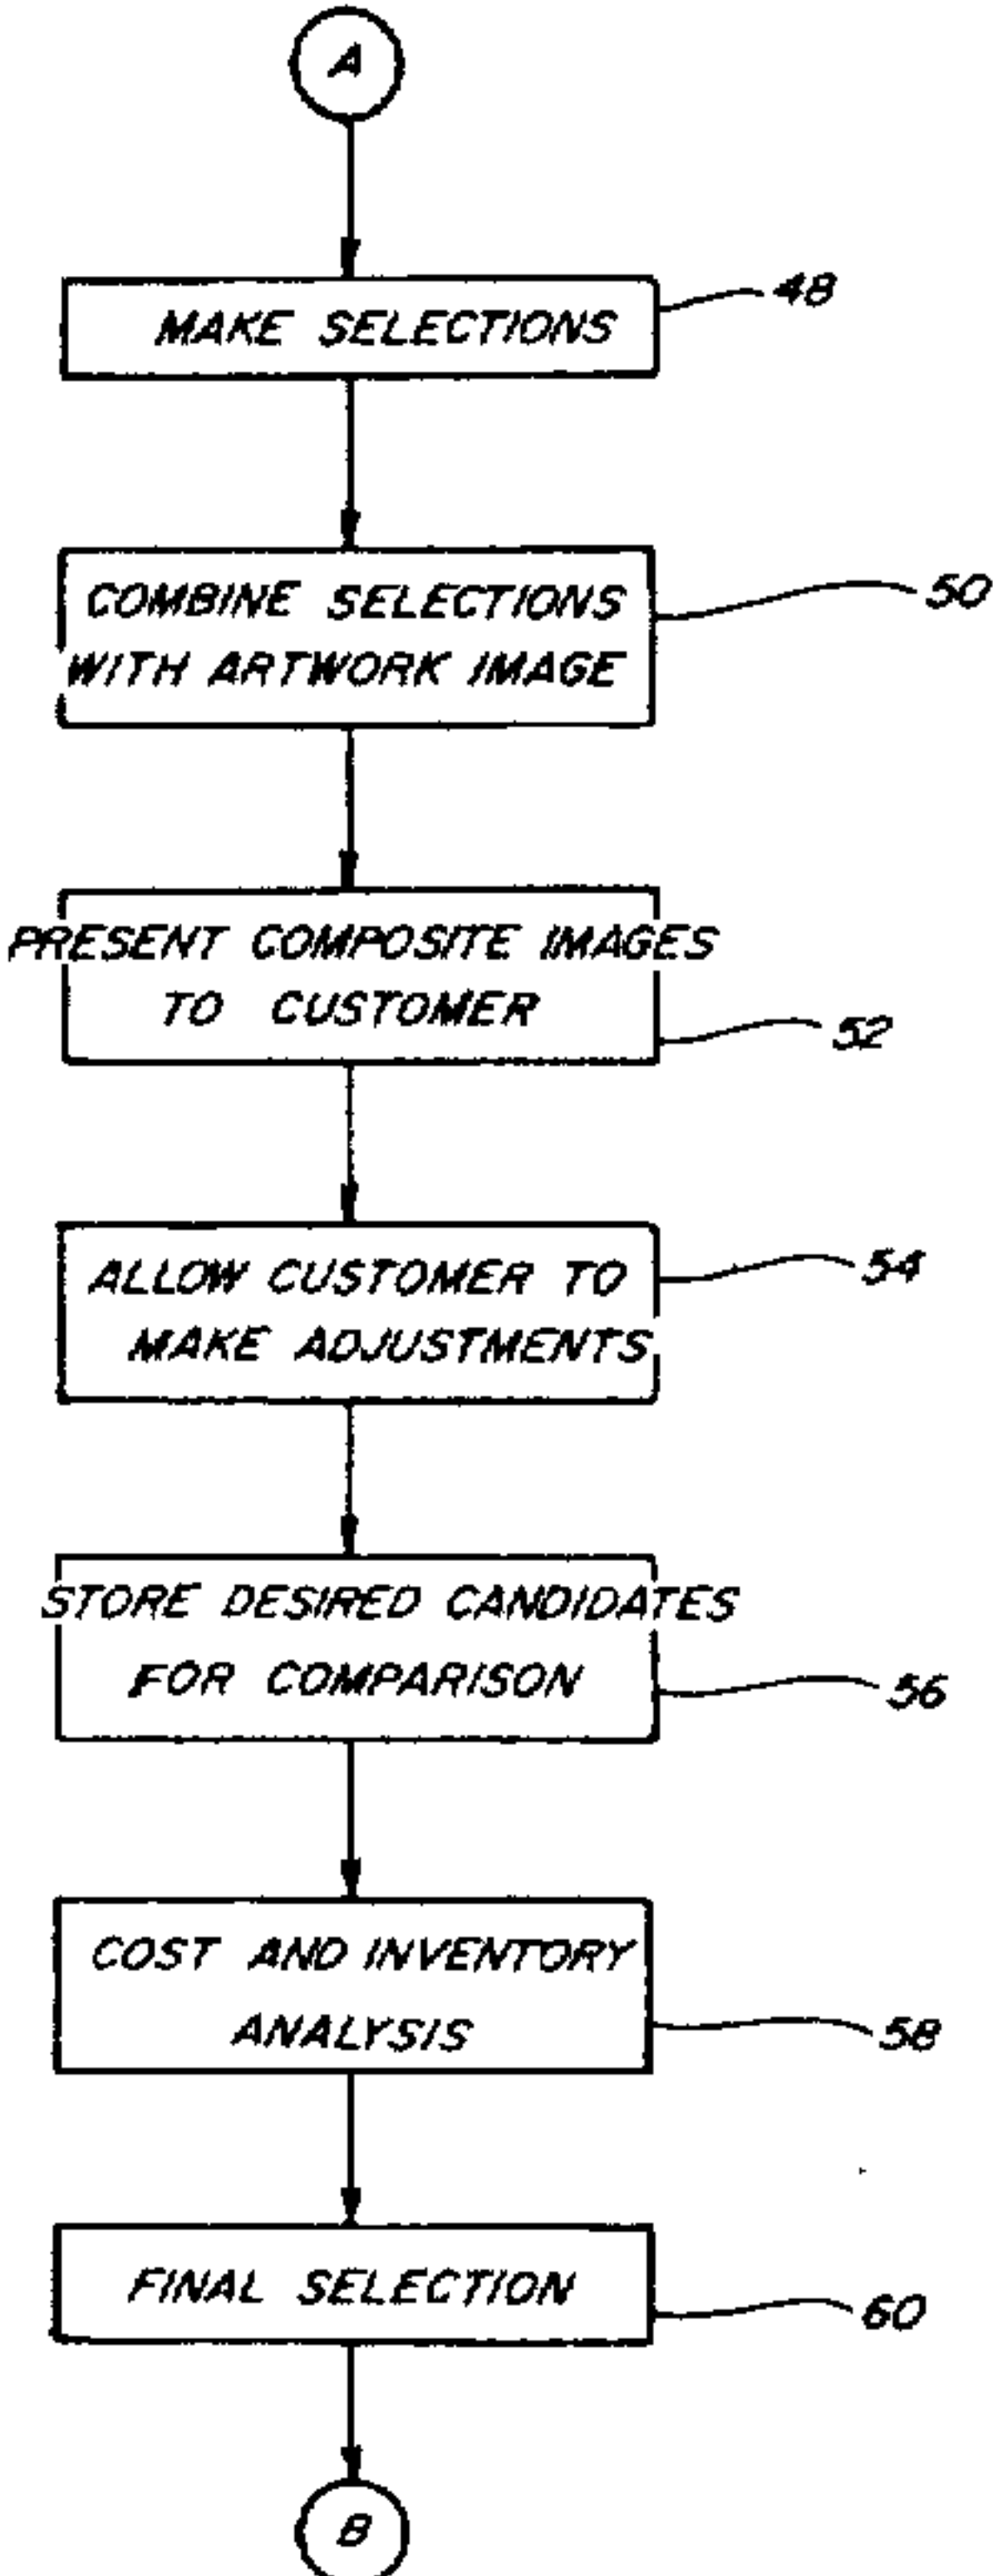 A
MAKE SELECTIONS
48
COMBINE SELECTIONS
50
WITH ARTWORK IMAGE
PRESENT COMPOSITE IMAGES
TO CUSTOMER
52
ALLOW CUSTOMER TO
54
MAKE ADJUSTMENTS
STORE DESIRED CANDIDATES
FOR COMPARISON
56
COST AND INVENTORY
ANALYSIS
58
FINAL SELECTION
60
B